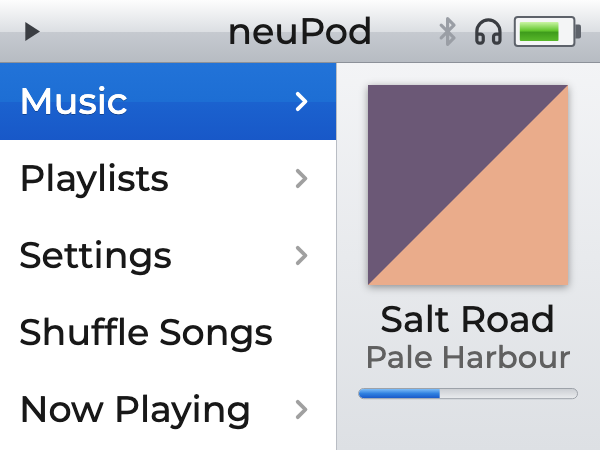 neuPod
Music
Playlists
Settings
Shuffle Songs
Now Playing
Salt Road
Pale Harbour